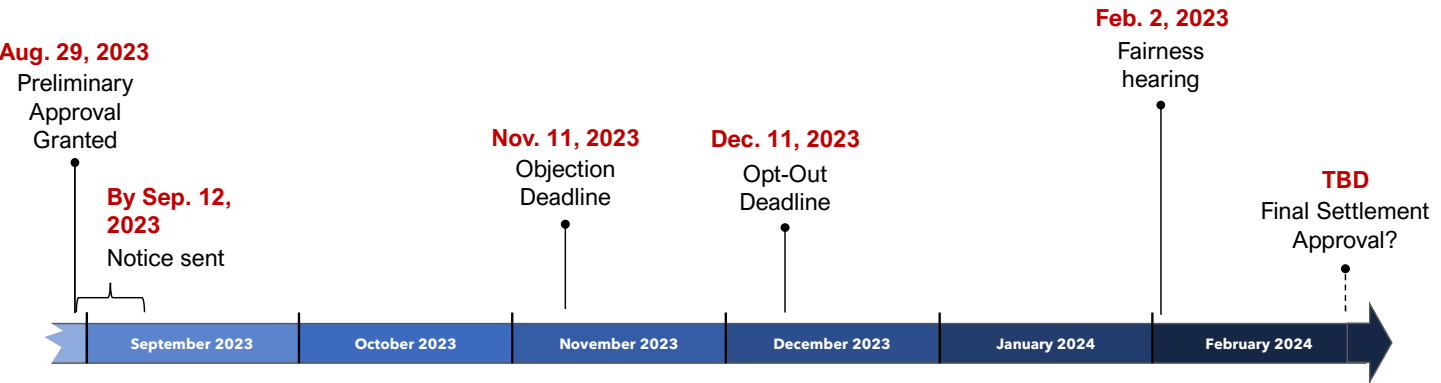 Aug. 29, 2023
Preliminary
Approval
Granted
By Sep. 12,
2023
Notice sent
Nov. 11, 2023
Objection
Deadline
Dec. 11, 2023
Opt-Out
Deadline
Feb. 2, 2023
Fairness
hearing
TBD
Final Settlement
Approval?
September 2023
October 2023
November 2023
December 2023
January 2024
February 2024